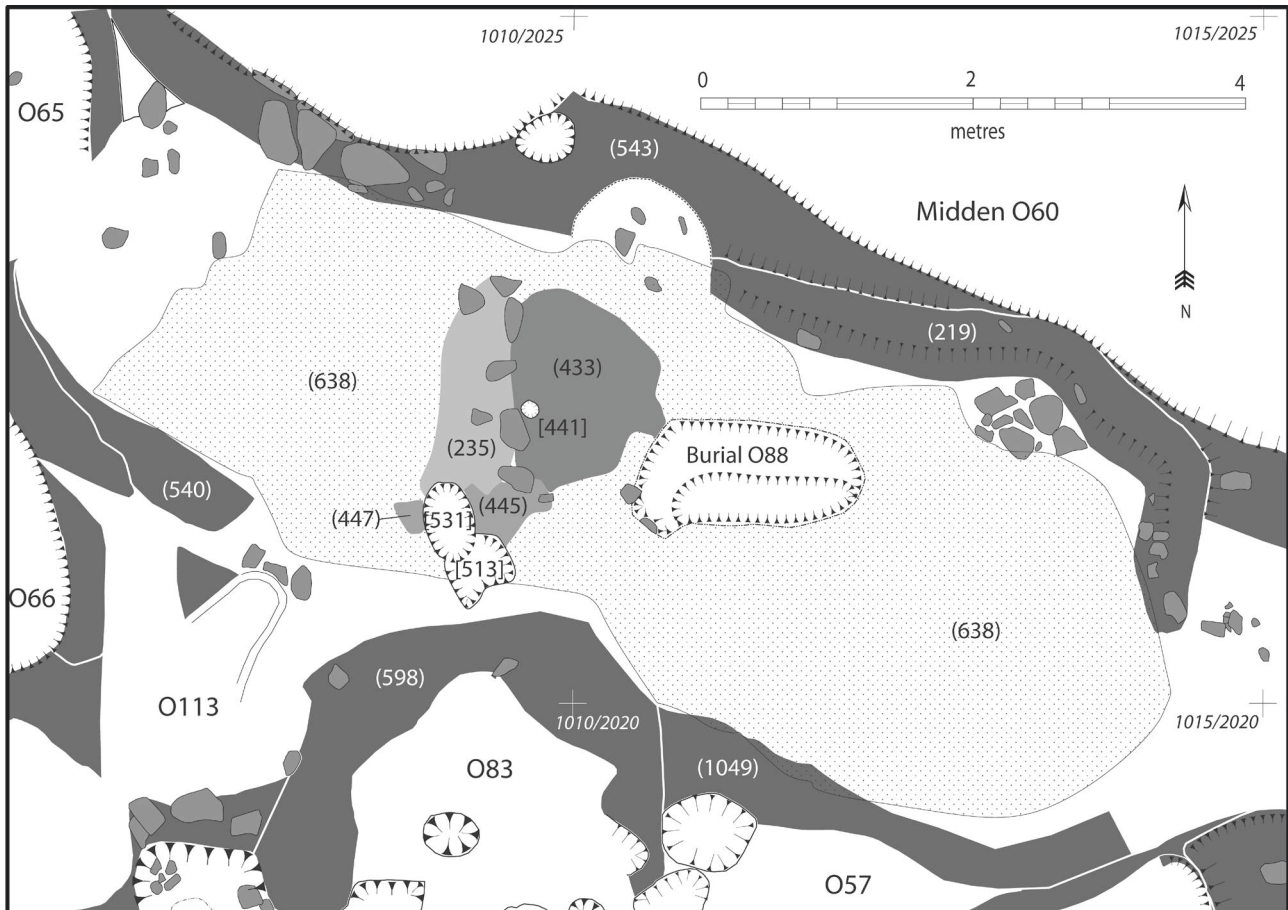 1010/2025
1015/2025
0
2
4
metres
O65
(543)
Midden O60
N
(219)
(638)
(433)
[441]
(235)
Burial O88
(540)
(447)
[531]
(445)
[513]
O66
(638)
(598)
O113
1010/2020
1015/2020
O83
(1049)
O57